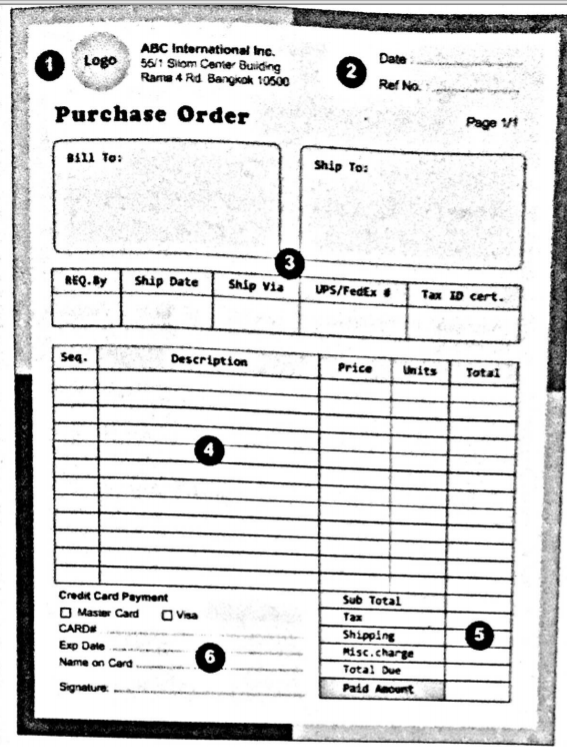 1 Logo ABC International Inc.
55/1 Silom Center Building
Rama 4 Rd. Bangkok 10500
2 Date :
Ref No. :
Purchase Order
Page 1/1
Bill To:
Ship To:
3
REQ.By Ship Date Ship Via UPS/FedEx # Tax ID cert.
Seq. Description Price Units Total
4
Credit Card Payment
Master Card Visa
CARD#
Exp Date
Name on Card
6
Signature:
Sub Total
Tax
Shipping
5
Misc.charge
Total Due
Paid Amount